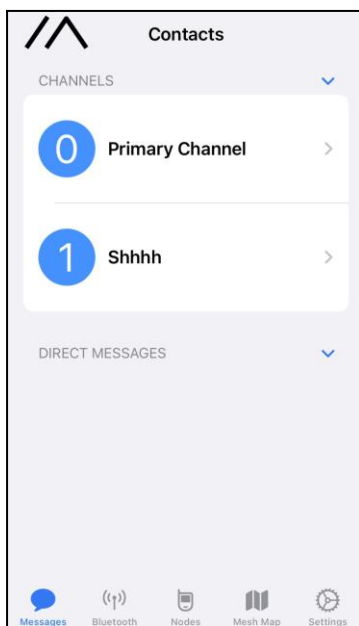 Contacts
CHANNELS
0 Primary Channel
1 Shhhh
DIRECT MESSAGES
Messages Bluetooth Nodes Mesh Map Settings